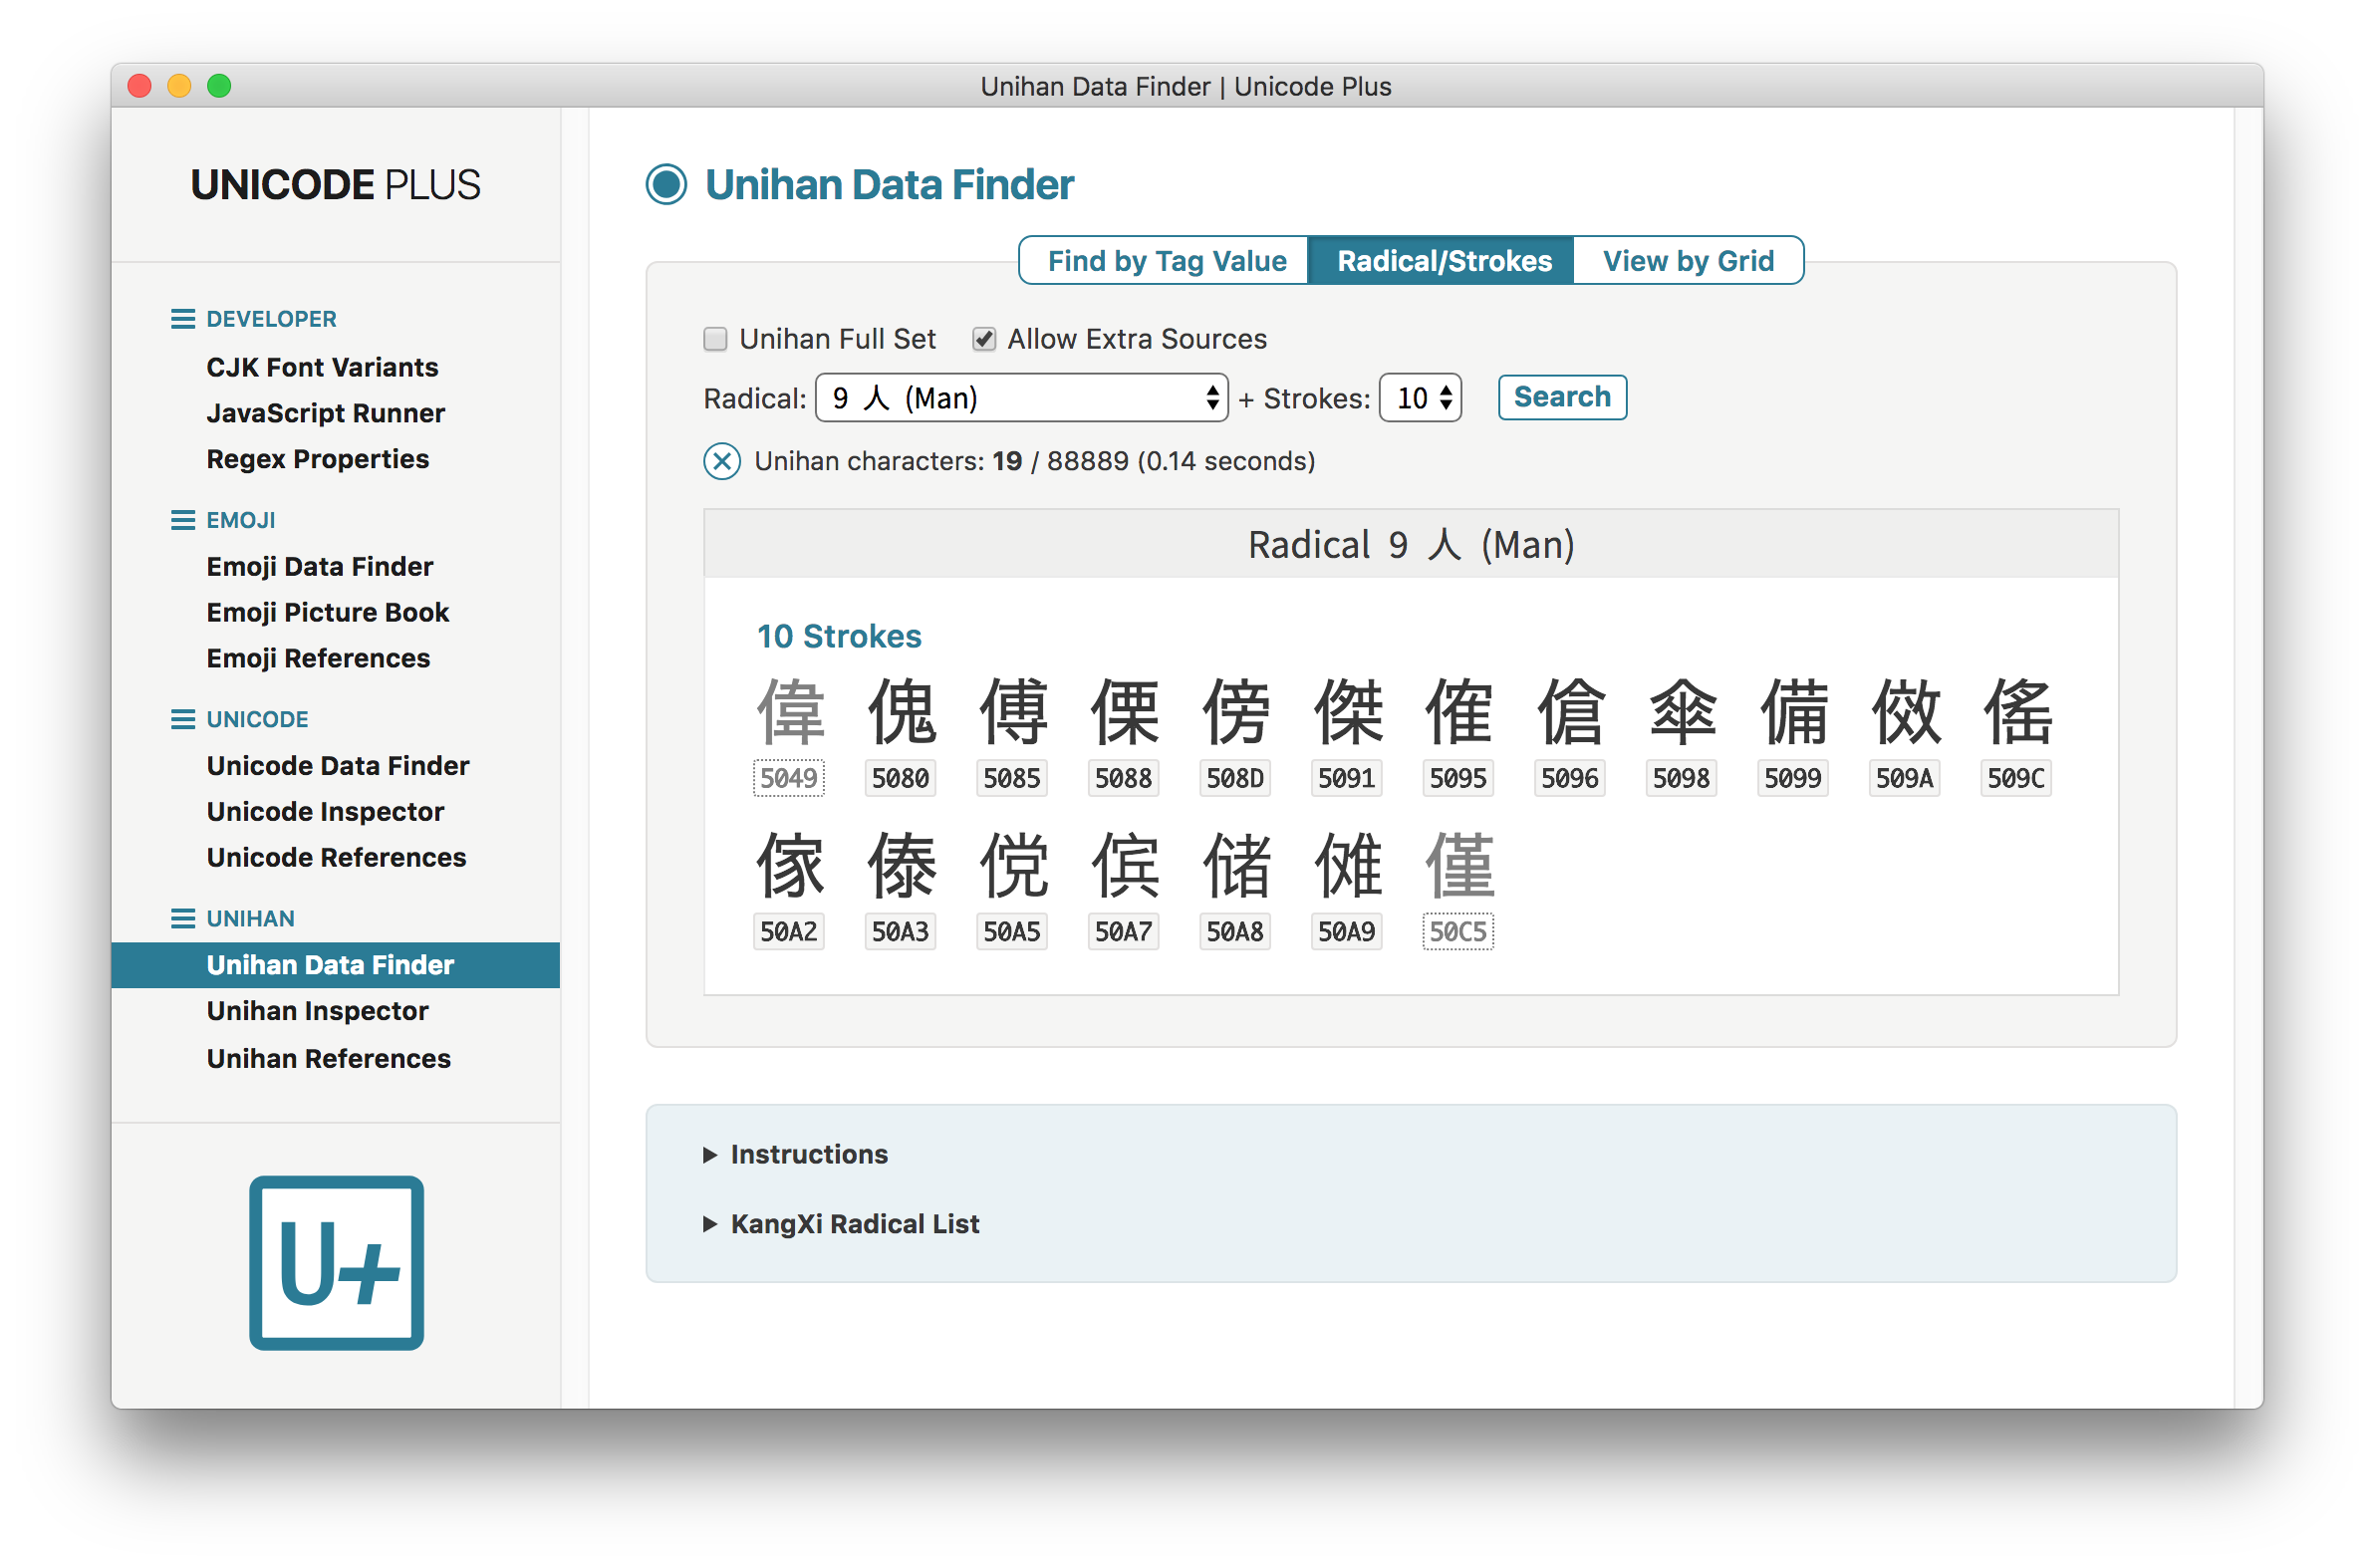 Unihan Data Finder | Unicode Plus
UNICODE PLUS
DEVELOPER
CJK Font Variants
JavaScript Runner
Regex Properties
EMOJI
Emoji Data Finder
Emoji Picture Book
Emoji References
UNICODE
Unicode Data Finder
Unicode Inspector
Unicode References
UNIHAN
Unihan Data Finder
Unihan Inspector
Unihan References
U+
Unihan Data Finder
Find by Tag Value Radical/Strokes View by Grid
Unihan Full Set Allow Extra Sources
Radical: 9 人 (Man) + Strokes: 10 Search
Unihan characters: 19 / 88889 (0.14 seconds)
Radical 9 人 (Man)
10 Strokes
偉 傀 傅 傈 傍 傑 傕 傖 傘 備 傚 傜
5049 5080 5085 5088 508D 5091 5095 5096 5098 5099 509A 509C
傢 傣 傥 傧 储 傩 僅
50A2 50A3 50A5 50A7 50A8 50A9 50C5
Instructions
KangXi Radical List